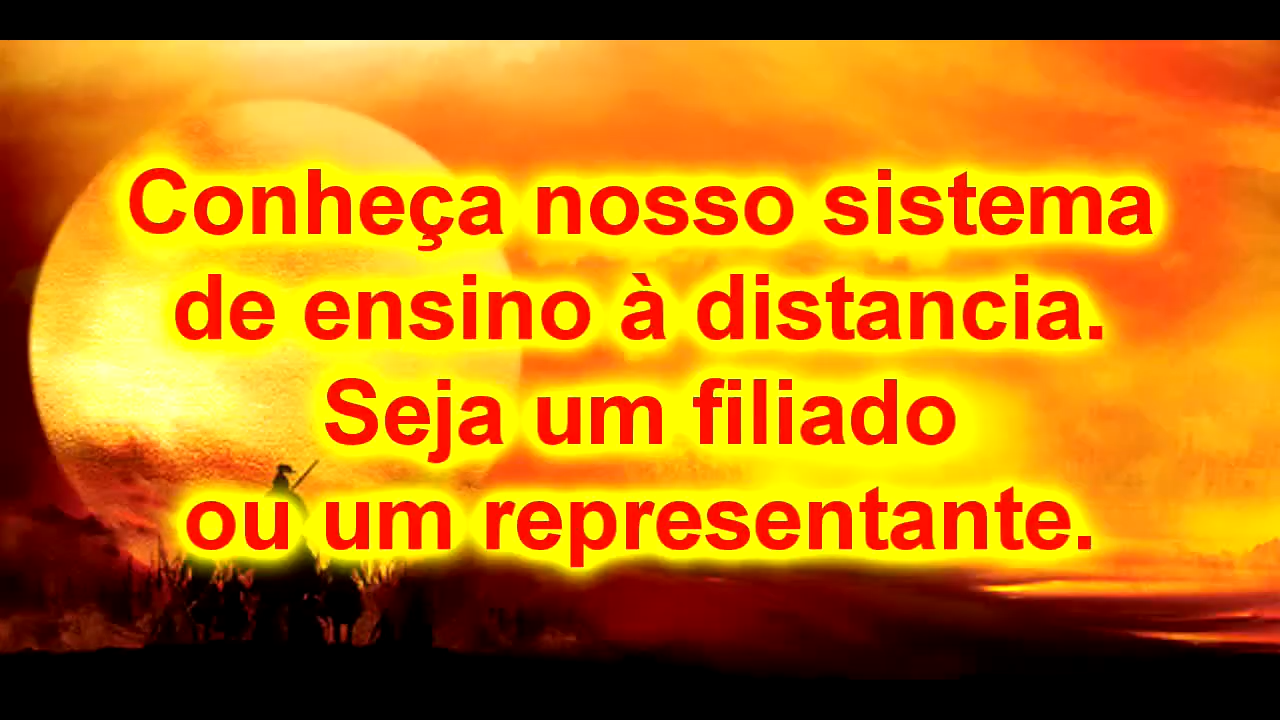 Conheça nosso sistema
de ensino à distancia.
Seja um filiado
ou um representante.